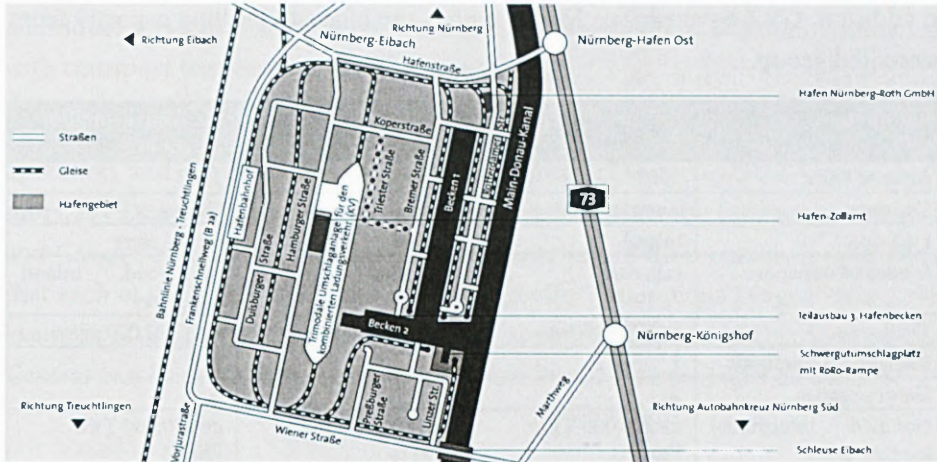 Richtung Nürnberg
Richtung Eibach
Nürnberg-Eibach
Hafenstraße
Nürnberg-Hafen Ost
Hafen Nürnberg-Roth GmbH
Straßen
Gleise
Hafengebiet
Koperstraße
Triester Straße
Bremer Straße
Becken 1
Main-Donau-Kanal
73
Hafen Zollamt
Bahnlinie Nürnberg - Treuchtlingen
Frankenschnellweg (B 2a)
Hafenbahnhof
Duisburger Straße
Hamburger Straße
Trimodale Umschlaganlage für den
kombinierten Ladungsverkehr (KV)
Becken 2
Teilausbau 3. Hafenbecken
Nürnberg-Königshof
Schwergutumschlagplatz
mit RoRo-Rampe
Preßburger
Straße
Linzer Str.
Marthweg
Richtung Treuchtlingen
Vorjurastraße
Wiener Straße
Richtung Autobahnkreuz Nürnberg Süd
Schleuse Eibach